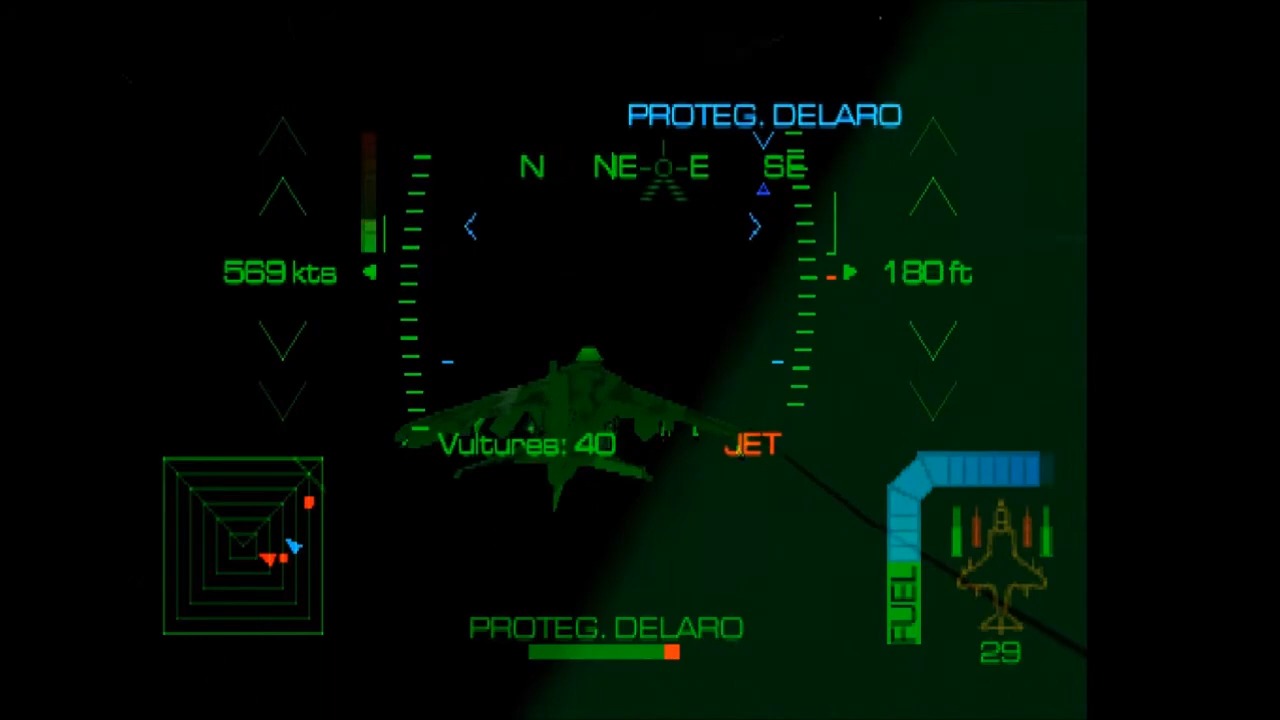 PROTEG. DELARO
N NE E SE
569 kts
180 ft
Vultures: 40
JET
FUEL
PROTEG. DELARO
29